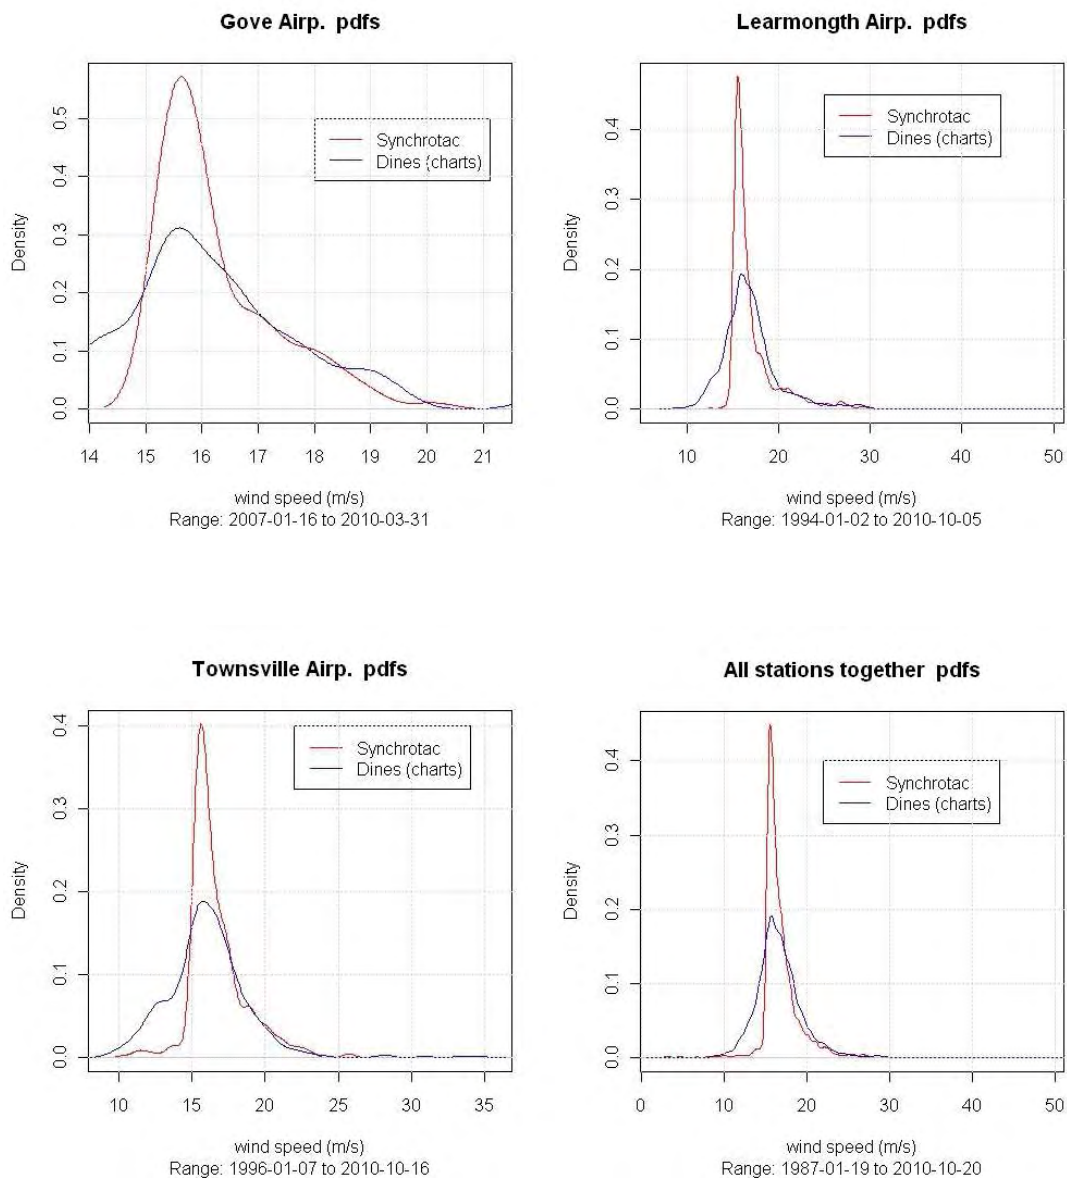 Gove Airp. pdfs
Density
0.0 0.1 0.2 0.3 0.4 0.5
Synchrotac
Dines (charts)
14 15 16 17 18 19 20 21
wind speed (m/s)
Range: 2007-01-16 to 2010-03-31
Learmongth Airp. pdfs
Density
0.0 0.1 0.2 0.3 0.4
Synchrotac
Dines (charts)
10 20 30 40 50
wind speed (m/s)
Range: 1994-01-02 to 2010-10-05
Townsville Airp. pdfs
Density
0.0 0.1 0.2 0.3 0.4
Synchrotac
Dines (charts)
10 15 20 25 30 35
wind speed (m/s)
Range: 1996-01-07 to 2010-10-16
All stations together pdfs
Density
0.0 0.1 0.2 0.3 0.4
Synchrotac
Dines (charts)
0 10 20 30 40 50
wind speed (m/s)
Range: 1987-01-19 to 2010-10-20